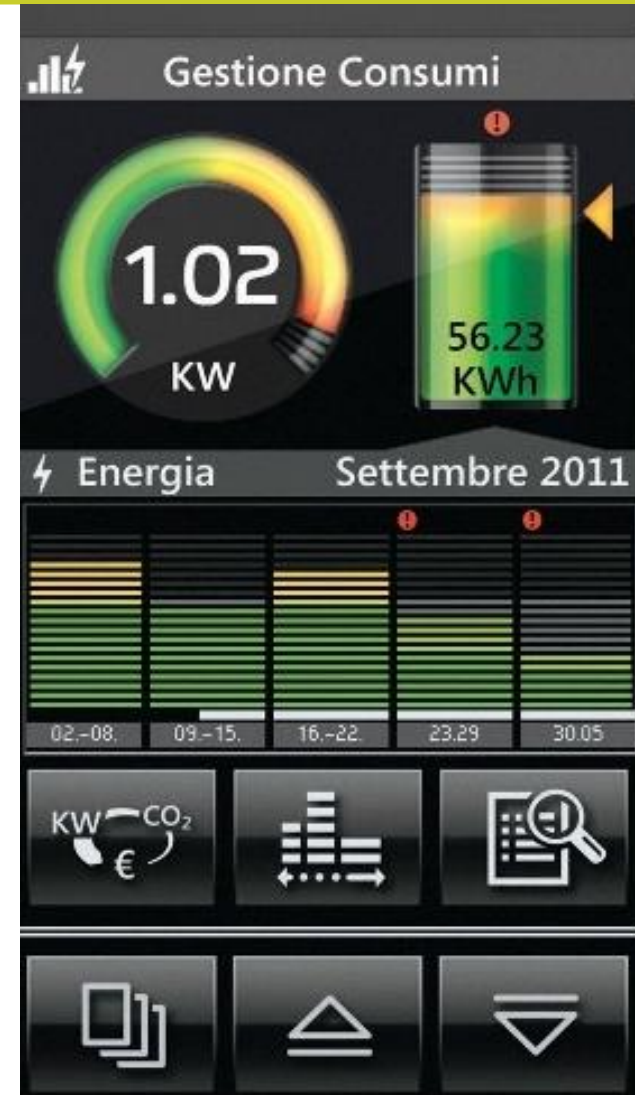 Gestione Consumi
1.02
KW
56.23
KWh
Energia Settembre 2011
02.-08. 09.-15. 16.-22. 23.29 30.05
KW CO₂
€